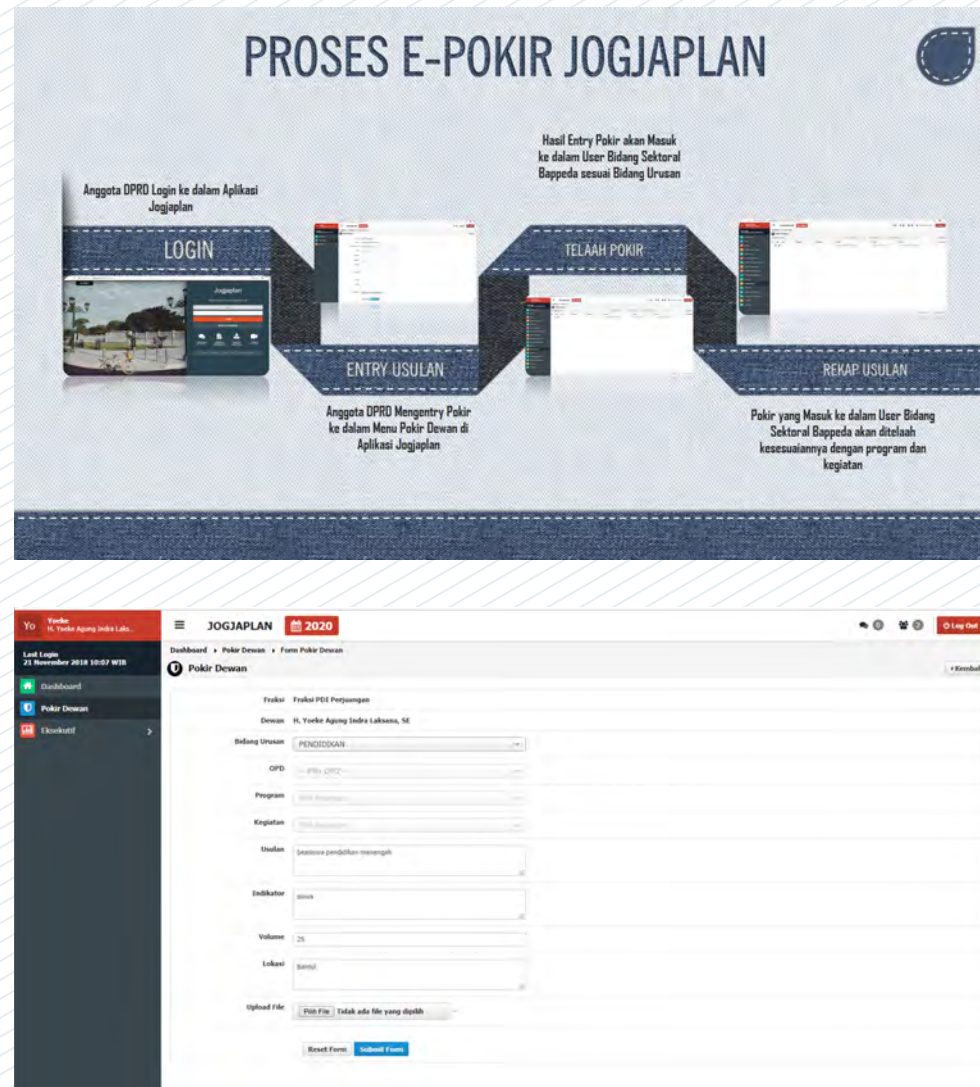 PROSES E-POKIR JOGJAPLAN
Anggota DPRD Login ke dalam Aplikasi
Jogjaplan
LOGIN
Jogjaplan
ENTRY USULAN
Anggota DPRD Mengentry Pokir
ke dalam Menu Pokir Dewan di
Aplikasi Jogjaplan
Hasil Entry Pokir akan Masuk
ke dalam User Bidang Sektoral
Bappeda sesuai Bidang Urusan
TELAAH POKIR
REKAP USULAN
Pokir yang Masuk ke dalam User Bidang
Sektoral Bappeda akan ditelaah
kesesuaiannya dengan program dan
kegiatan
Yo Yoeke
H. Yoeke Agung Indra Laks...
JOGJAPLAN 2020
0 0 Log Out
Last Login
21 November 2018 10:07 WIB
Dashboard
Pokir Dewan
Eksekutif
Dashboard Pokir Dewan Form Pokir Dewan
Pokir Dewan
Kembali
Fraksi Fraksi PDI Perjuangan
Dewan H. Yoeke Agung Indra Laksana, SE
Bidang Urusan PENDIDIKAN
OPD
Program
Kegiatan
Usulan beasiswa pendidikan menengah
Indikator siswa
Volume 25
Lokasi Bantul
Upload File Pilih File Tidak ada file yang dipilih
Reset Form Submit Form